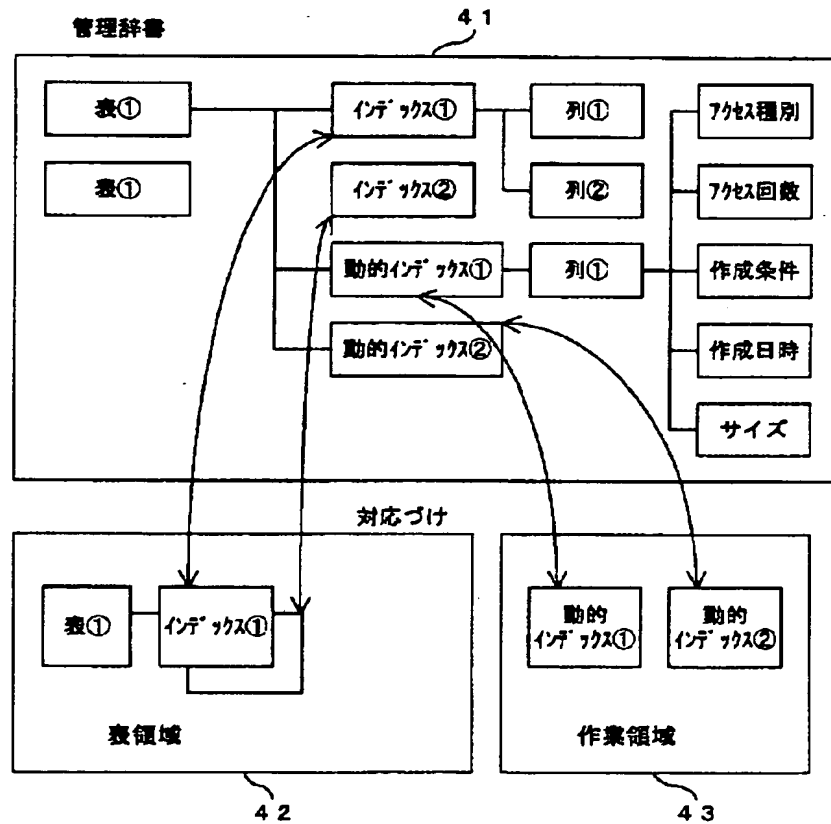 管理辞書
41
表①
インデックス①
列①
アクセス種別
表①
インデックス②
列②
アクセス回数
動的インデックス①
列①
作成条件
動的インデックス②
作成日時
サイズ
対応づけ
表①
インデックス①
動的
インデックス①
動的
インデックス②
表領域
作業領域
42
43